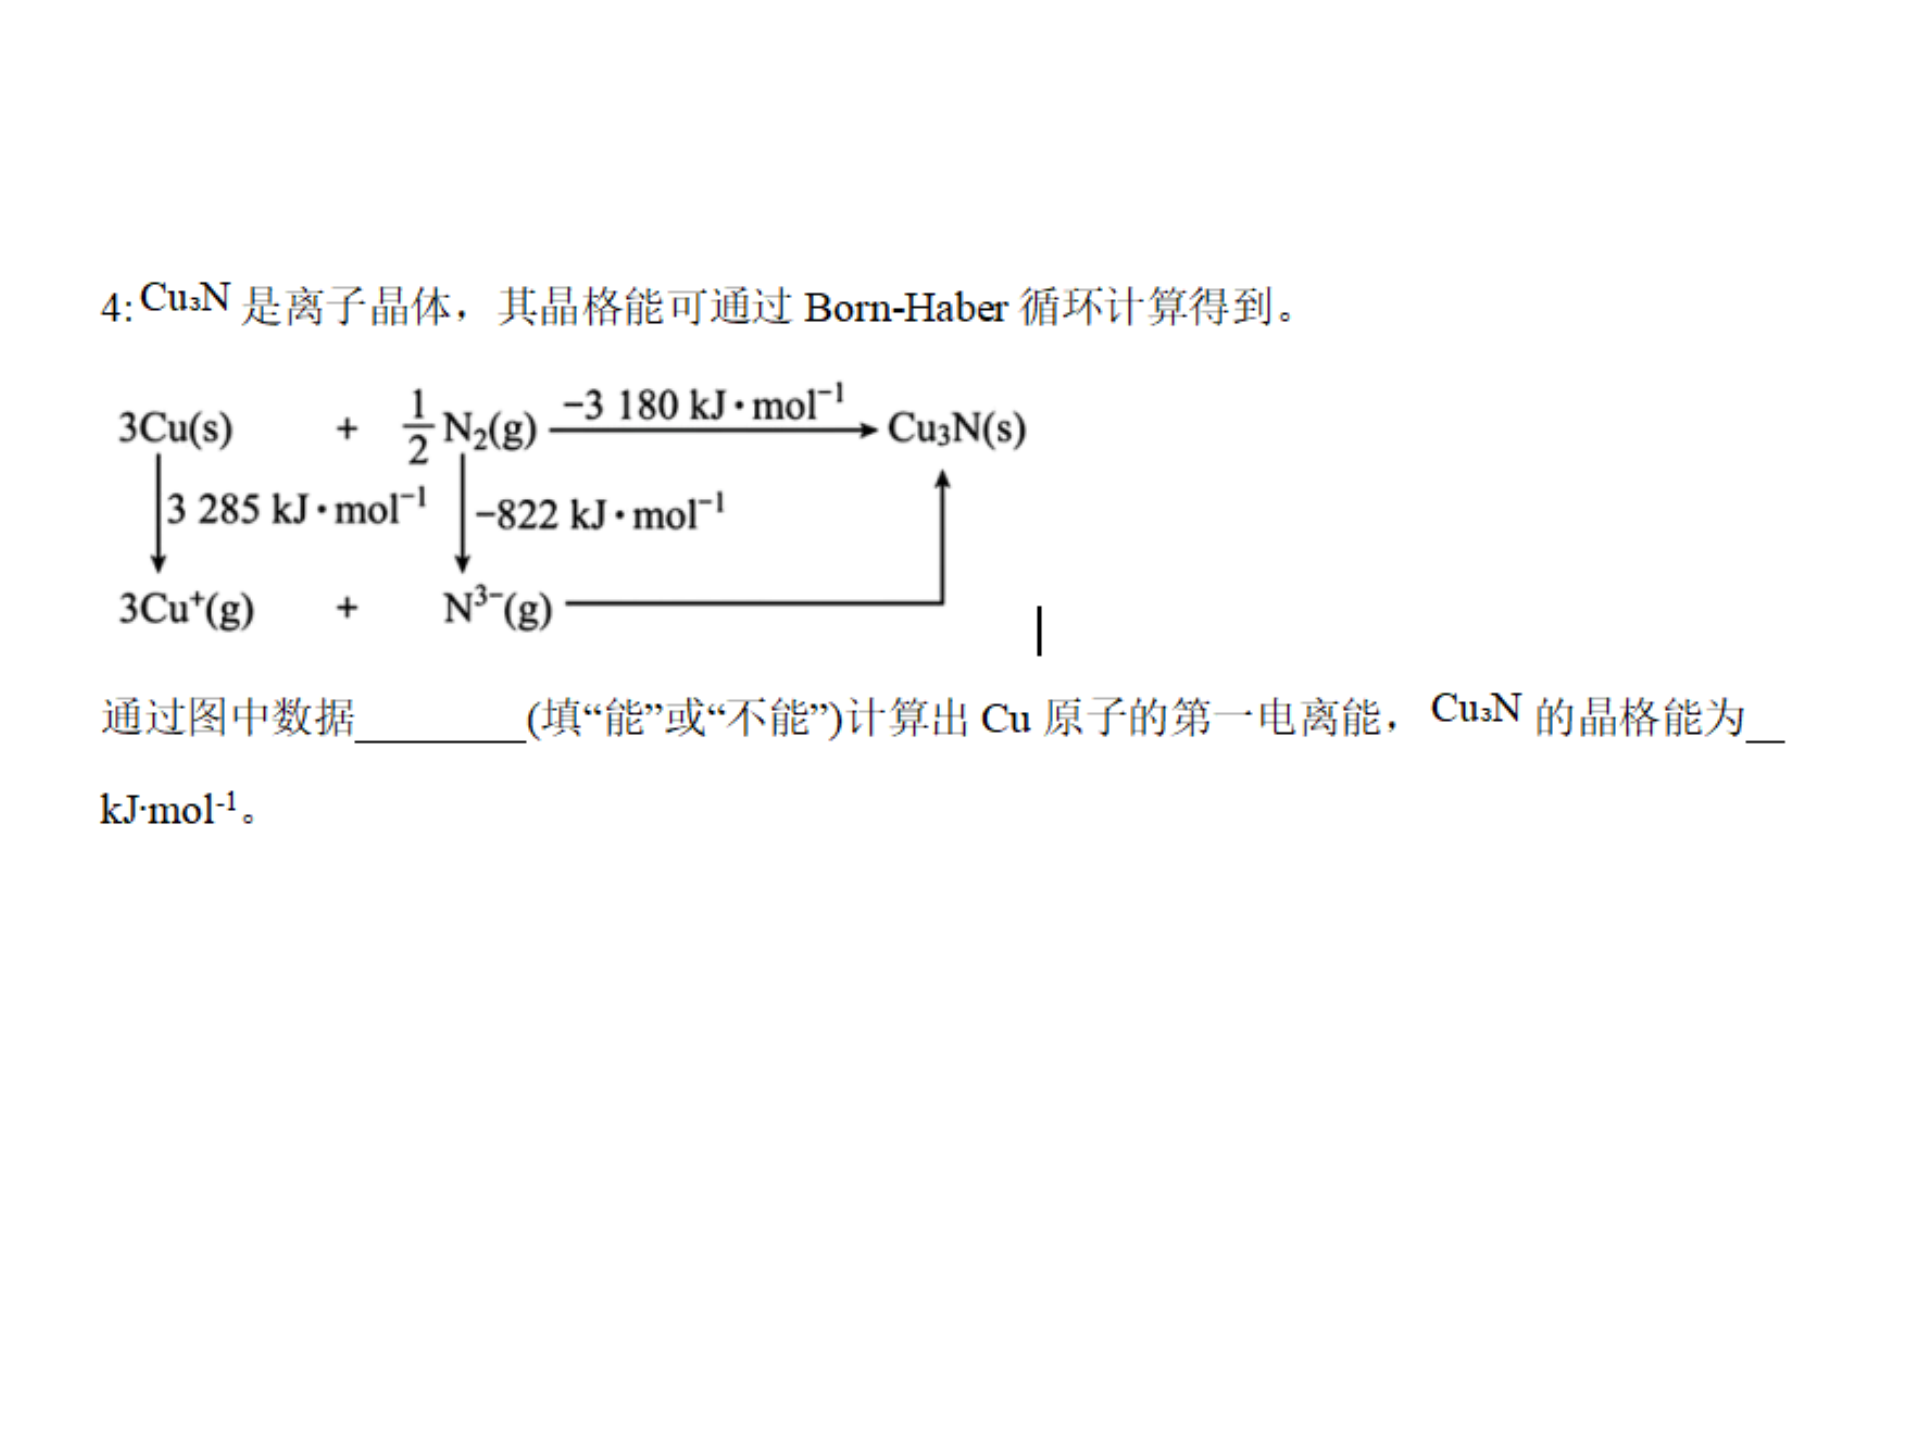 4:Cu₃N 是离子晶体，其晶格能可通过 Born-Haber 循环计算得到。
3Cu(s) + 1/2 N₂(g) −3 180 kJ·mol⁻¹ Cu₃N(s)
3 285 kJ·mol⁻¹ −822 kJ·mol⁻¹
3Cu⁺(g) + N³⁻(g)
通过图中数据________(填“能”或“不能”)计算出 Cu 原子的第一电离能， Cu₃N 的晶格能为__
kJ·mol⁻¹。